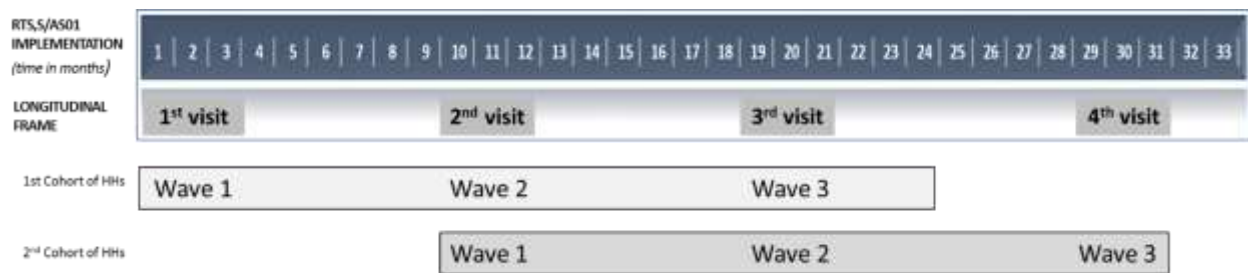 RTS,S/AS01
IMPLEMENTATION
(time in months)
1 2 3 4 5 6 7 8 9 10 11 12 13 14 15 16 17 18 19 20 21 22 23 24 25 26 27 28 29 30 31 32 33
LONGITUDINAL
FRAME
1st visit 2nd visit 3rd visit 4th visit
1st Cohort of HHs
Wave 1 Wave 2 Wave 3
2nd Cohort of HHs
Wave 1 Wave 2 Wave 3